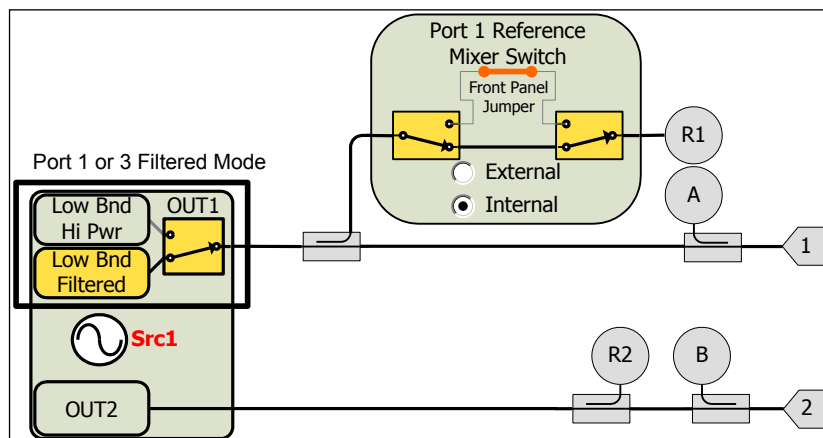 Port 1 Reference
Mixer Switch
Front Panel
Jumper
R1
External
Internal
A
1
Port 1 or 3 Filtered Mode
Low Bnd
Hi Pwr
OUT1
Low Bnd
Filtered
Src1
R2
B
OUT2
2